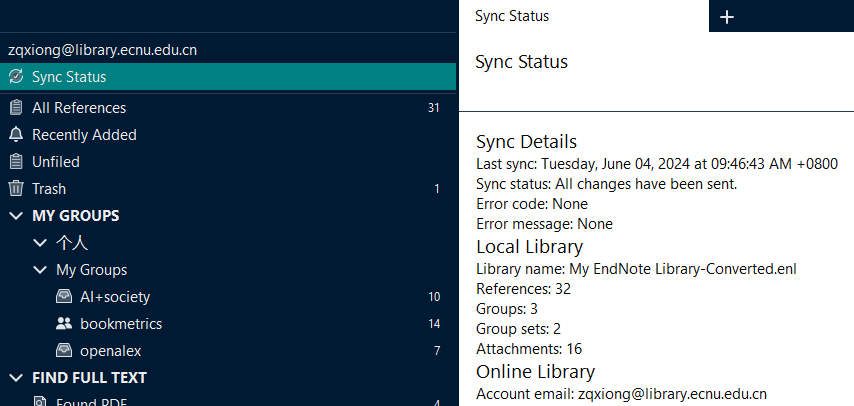 zqxiong@library.ecnu.edu.cn
Sync Status
All References 31
Recently Added
Unfiled
Trash 1
MY GROUPS
个人
My Groups
AI+society 10
bookmetrics 14
openalex 7
FIND FULL TEXT
Found PDF 4
Sync Status
Sync Status
Sync Details
Last sync: Tuesday, June 04, 2024 at 09:46:43 AM +0800
Sync status: All changes have been sent.
Error code: None
Error message: None
Local Library
Library name: My EndNote Library-Converted.enl
References: 32
Groups: 3
Group sets: 2
Attachments: 16
Online Library
Account email: zqxiong@library.ecnu.edu.cn